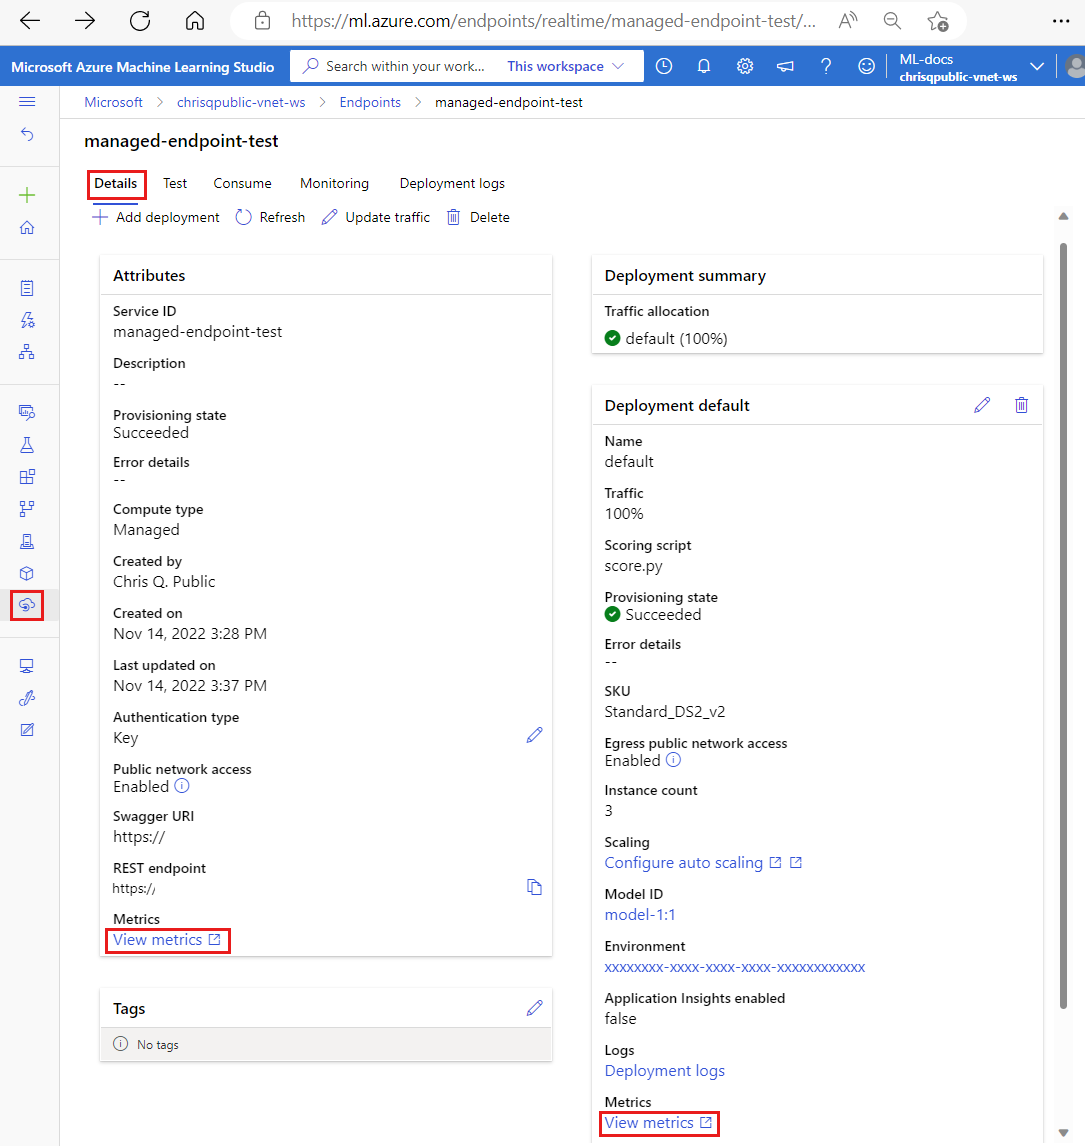 https://ml.azure.com/endpoints/realtime/managed-endpoint-test/...
Microsoft Azure Machine Learning Studio
Search within your work...
This workspace
ML-docs
chrisqpublic-vnet-ws
Microsoft > chrisqpublic-vnet-ws > Endpoints > managed-endpoint-test
managed-endpoint-test
Details Test Consume Monitoring Deployment logs
Add deployment Refresh Update traffic Delete
Attributes
Service ID
managed-endpoint-test
Description
--
Provisioning state
Succeeded
Error details
--
Compute type
Managed
Created by
Chris Q. Public
Created on
Nov 14, 2022 3:28 PM
Last updated on
Nov 14, 2022 3:37 PM
Authentication type
Key
Public network access
Enabled
Swagger URI
https://
REST endpoint
https:/
Metrics
View metrics
Tags
No tags
Deployment summary
Traffic allocation
default (100%)
Deployment default
Name
default
Traffic
100%
Scoring script
score.py
Provisioning state
Succeeded
Error details
--
SKU
Standard_DS2_v2
Egress public network access
Enabled
Instance count
3
Scaling
Configure auto scaling
Model ID
model-1:1
Environment
xxxxxxxx-xxxx-xxxx-xxxx-xxxxxxxxxxxx
Application Insights enabled
false
Logs
Deployment logs
Metrics
View metrics